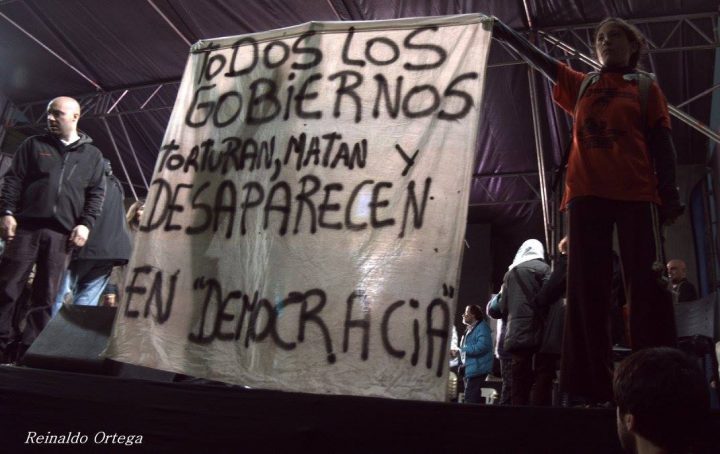 toDOS LOS
GOBIERNOS
tORtURAN, MAtAN y
DESAPARECEN
EN "DEMOCRACiA"
Reinaldo Ortega